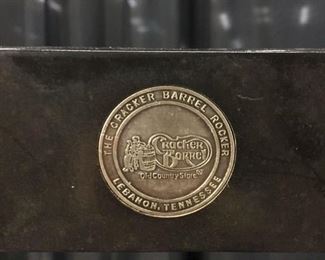 THE CRACKER BARREL ROCKER
Cracker
Barrel
Old Country Store
LEBANON, TENNESSEE